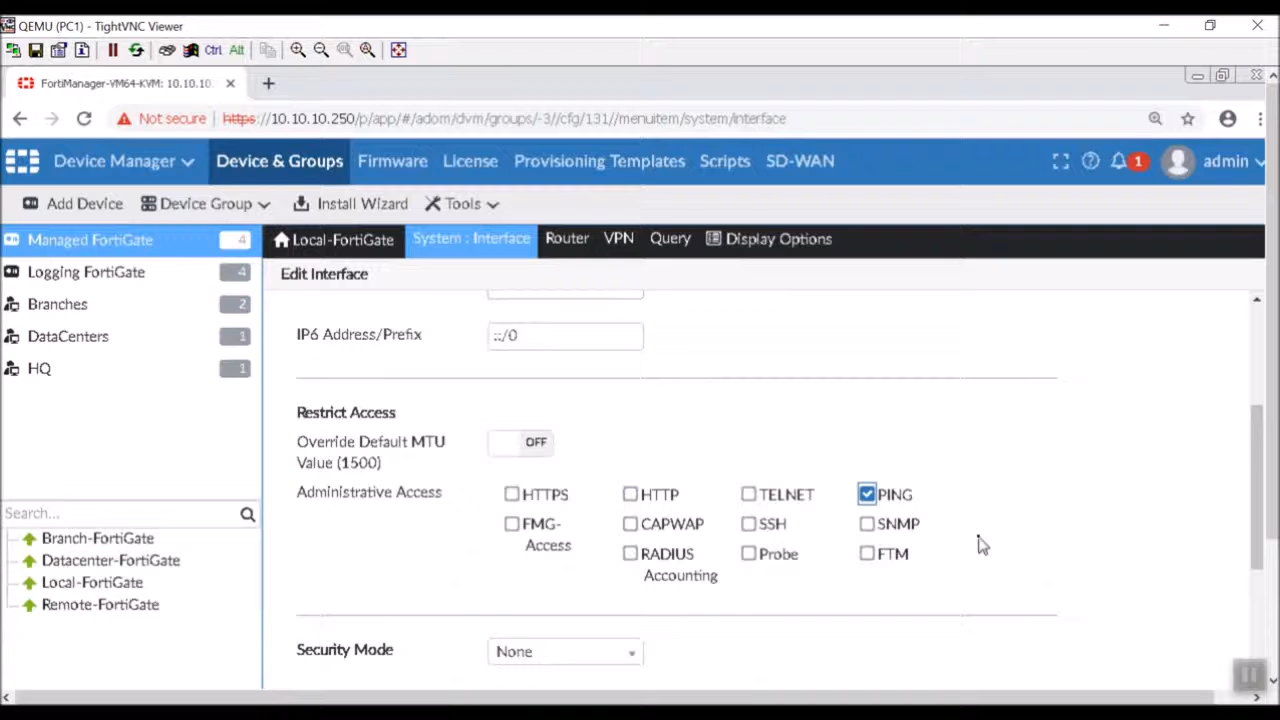 QEMU (PC1) - TightVNC Viewer
Ctrl Alt
FortiManager-VM64-KVM: 10.10.10
Not secure https://10.10.10.250/p/app/#/adom/dvm/groups/-3//cfg/131//menuitem/system/interface
Device Manager Device & Groups Firmware License Provisioning Templates Scripts SD-WAN 1 admin
Add Device Device Group Install Wizard Tools
Managed FortiGate 4 Local-FortiGate System : Interface Router VPN Query Display Options
Logging FortiGate 4 Edit Interface
Branches 2
DataCenters 1
HQ 1
IP6 Address/Prefix ::/0
Restrict Access
Override Default MTU OFF
Value (1500)
Administrative Access HTTPS HTTP TELNET PING
FMG- CAPWAP SSH SNMP
Access
RADIUS Probe FTM
Accounting
Security Mode None
Search...
Branch-FortiGate
Datacenter-FortiGate
Local-FortiGate
Remote-FortiGate